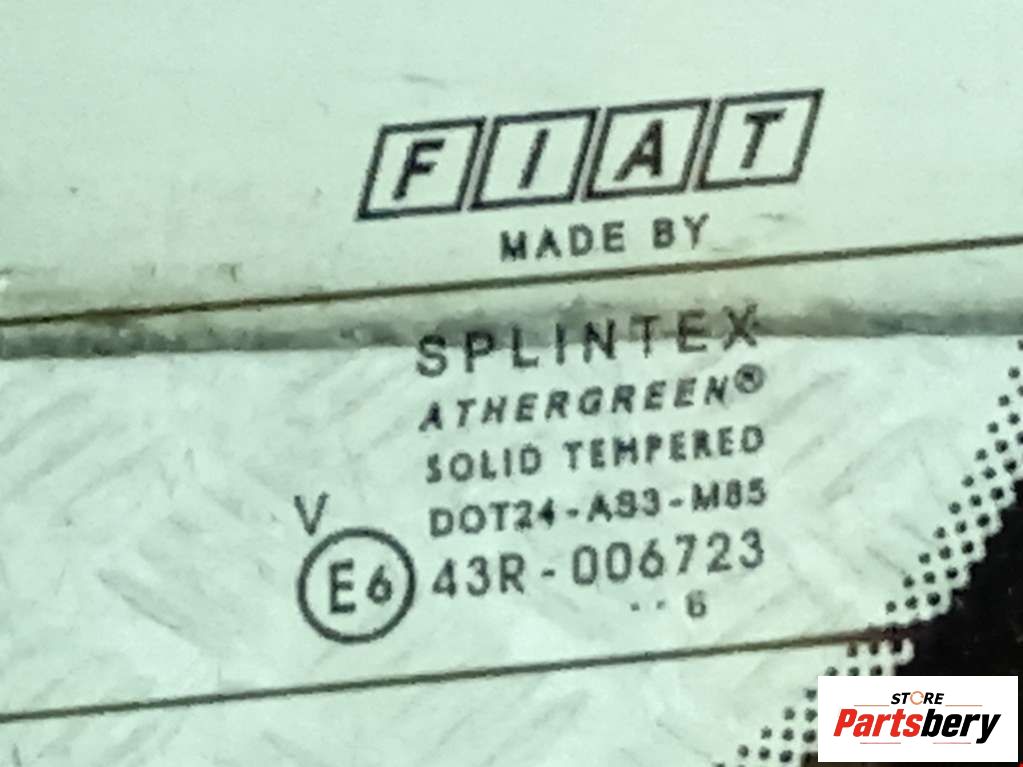 FIAT
MADE BY
SPLINTEX
ATHERGREEN®
SOLID TEMPERED
DOT24-AS3-M85
V
E6 43R-006723
.. 6
STORE
Partsbery